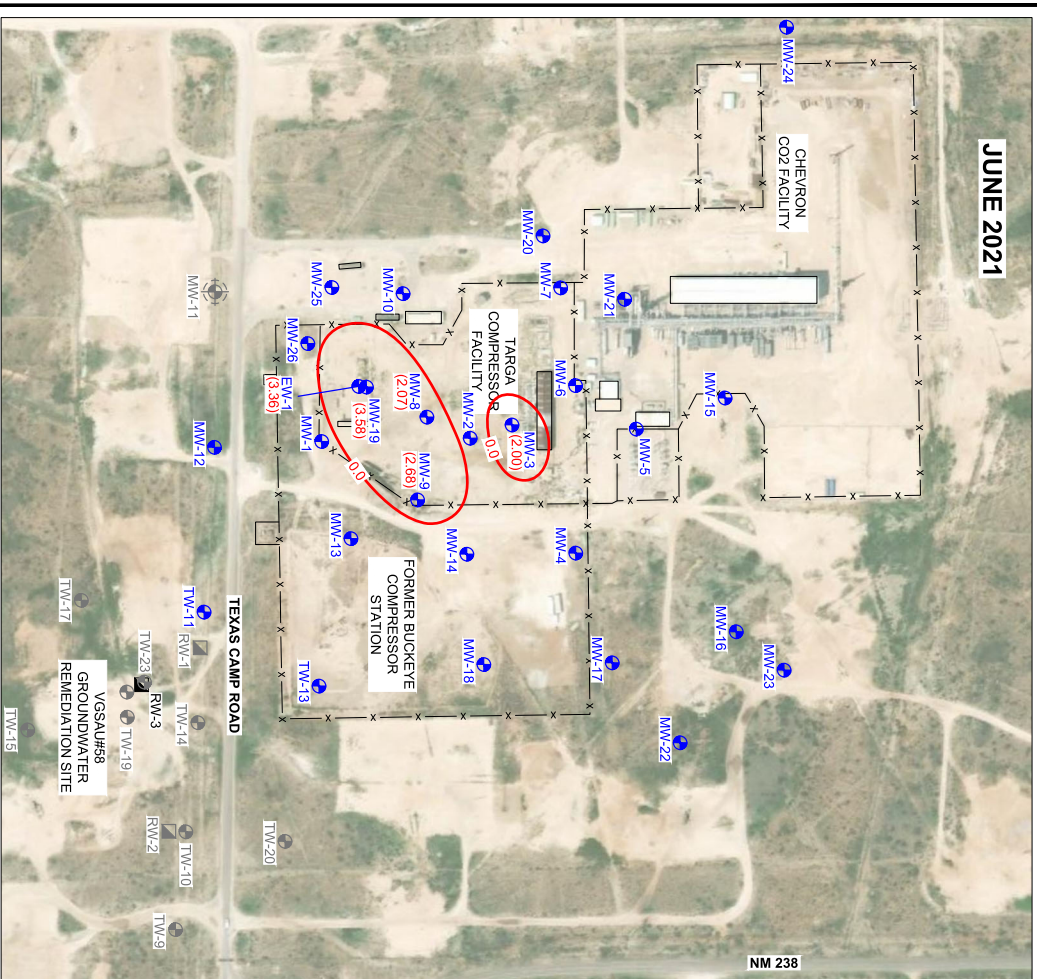 JUNE 2021
MW-24
CHEVRON
CO2 FACILITY
MW-20
MW-7
MW-21
MW-11
MW-25
MW-10
TARGA
COMPRESSOR
FACILITY
MW-26
EW-1
(3.36)
MW-19
(3.58)
MW-8
(2.07)
MW-2
MW-3
(2.00)
0.0
MW-6
MW-15
MW-5
MW-12
MW-1
0.0
MW-9
(2.68)
MW-13
MW-14
MW-4
FORMER BUCKEYE
COMPRESSOR
STATION
MW-18
MW-17
MW-16
MW-23
MW-22
TW-17
TW-11
RW-1
TEXAS CAMP ROAD
TW-13
TW-23
RW-3
TW-14
TW-19
TW-15
VGSAU#58
GROUNDWATER
REMEDIATION SITE
RW-2
TW-10
TW-20
TW-9
NM 238